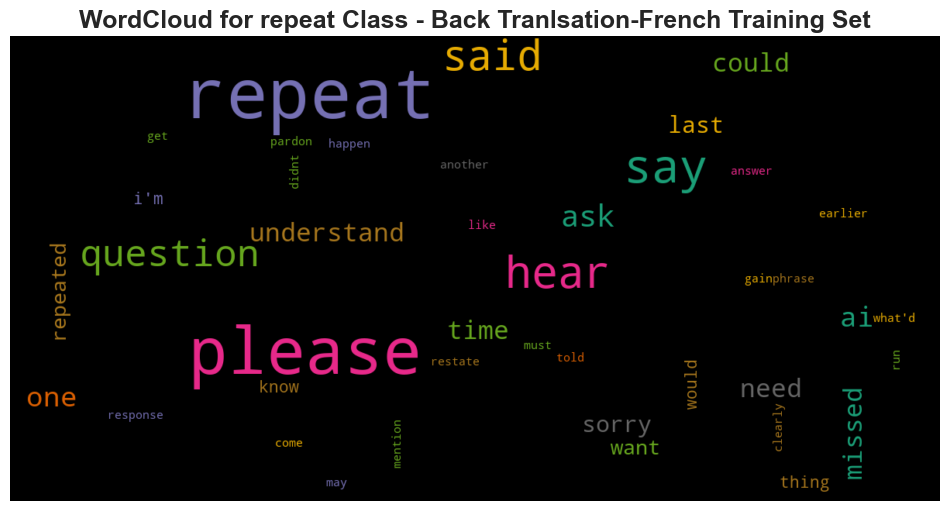 WordCloud for repeat Class - Back Tranlsation-French Training Set
said
could
repeat
last
get
pardon
happen
didnt
another
say
answer
i'm
ask
earlier
like
understand
question
repeated
hear
gain
phrase
ai
what'd
time
please
must
restate
told
run
know
would
need
one
response
sorry
clearly
missed
mention
come
want
may
thing